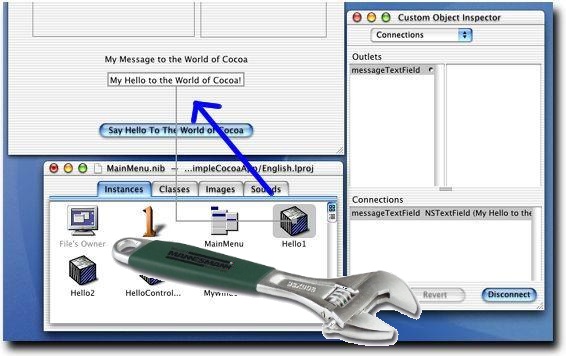 Custom Object Inspector
Connections
Outlets
messageTextField
My Message to the World of Cocoa
My Hello to the World of Cocoa!
Say Hello To The World of Cocoa
MainMenu.nib — ...impleCocoaApp/English.lproj
Instances Classes Images Sounds
File's Owner
MainMenu
Hello1
Hello2
HelloControl...
Connections
messageTextField NSTextField (My Hello to the
Revert
Disconnect
MANNESMANN